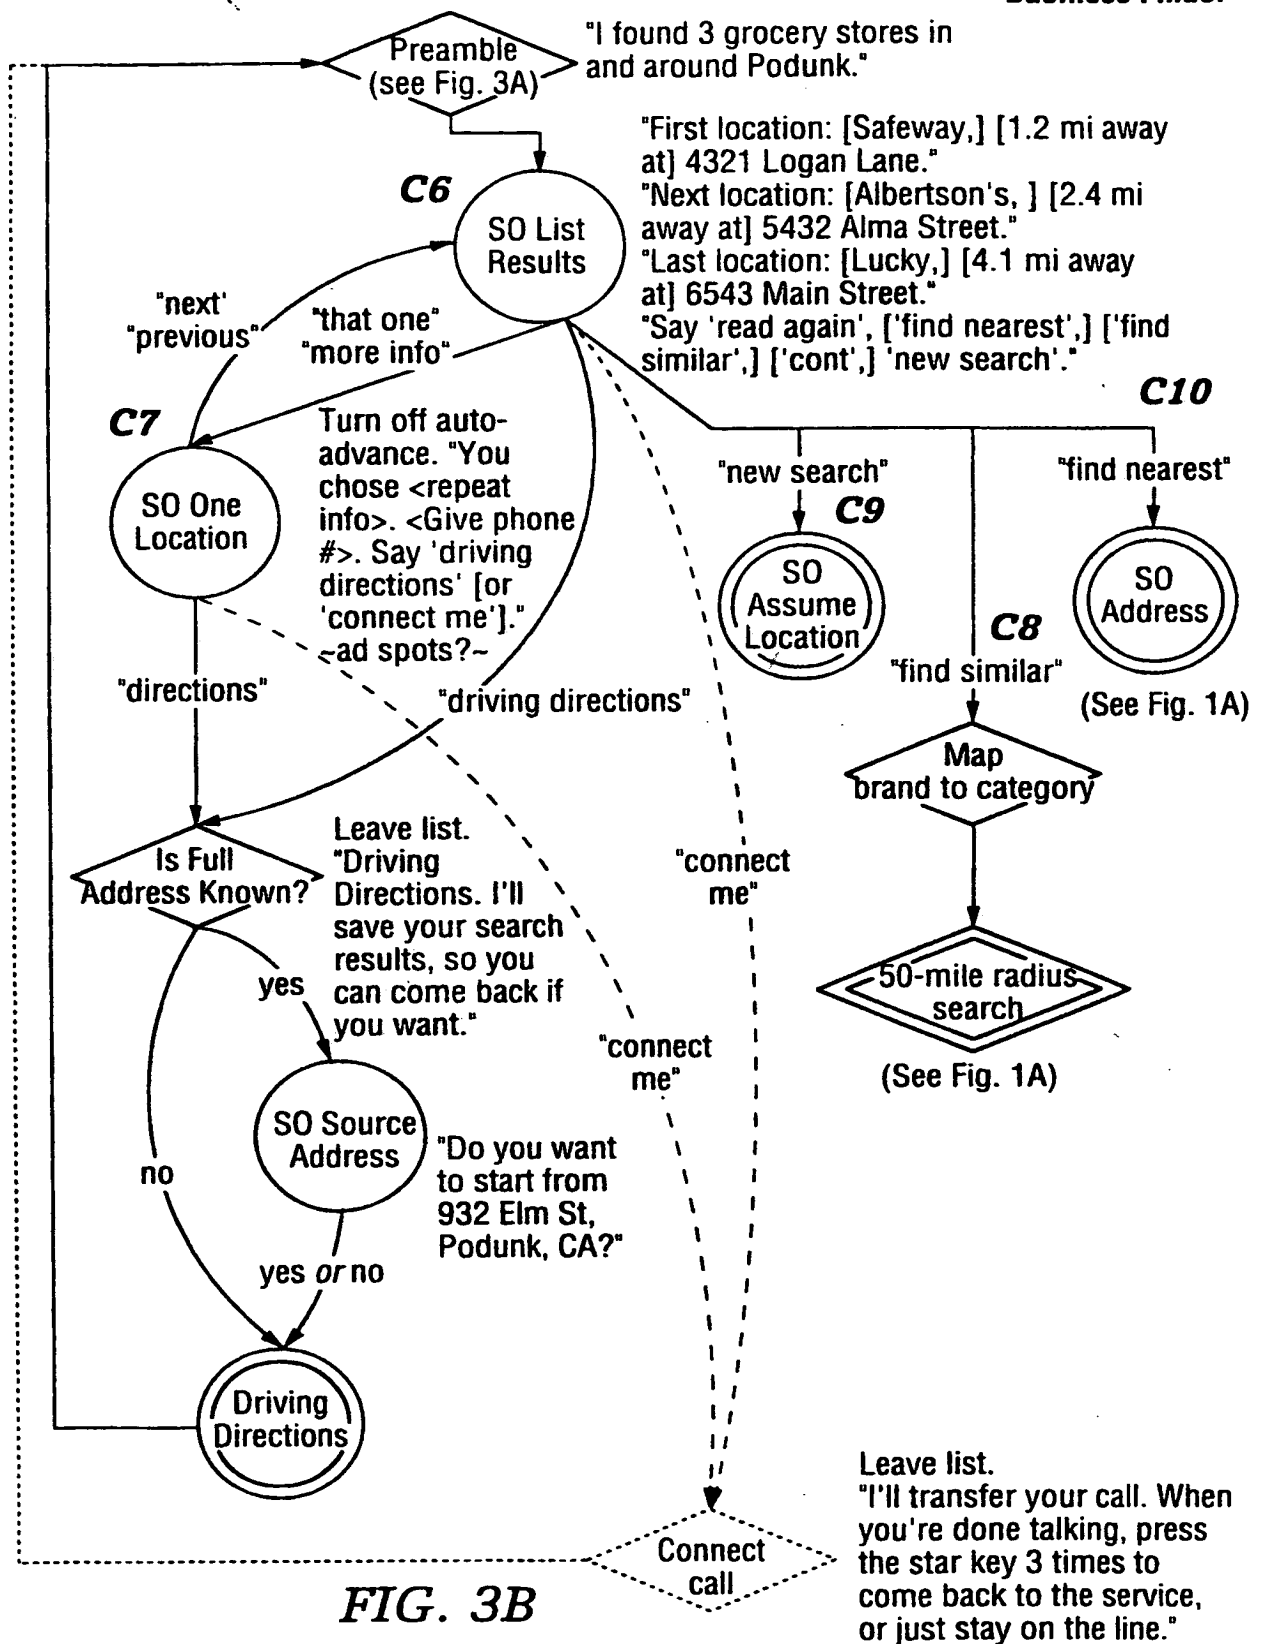 Preamble
(see Fig. 3A)
"I found 3 grocery stores in
and around Podunk."
"First location: [Safeway,] [1.2 mi away
at] 4321 Logan Lane."
"Next location: [Albertson's, ] [2.4 mi
away at] 5432 Alma Street."
"Last location: [Lucky,] [4.1 mi away
at] 6543 Main Street."
"Say 'read again', ['find nearest',] ['find
similar',] ['cont',] 'new search'."
C6
SO List
Results
"next'
"previous"
"that one"
"more info"
C7
SO One
Location
Turn off auto-
advance. "You
chose <repeat
info>. <Give phone
#>. Say 'driving
directions' [or
'connect me']."
~ad spots?~
C10
"new search"
"find nearest"
C9
SO
Assume
Location
SO
Address
C8
"find similar"
(See Fig. 1A)
"directions"
"driving directions"
Map
brand to category
Is Full
Address Known?
Leave list.
"Driving
Directions. I'll
save your search
results, so you
can come back if
you want."
"connect
me"
50-mile radius
search
(See Fig. 1A)
yes
"connect
me"
SO Source
Address
"Do you want
to start from
932 Elm St,
Podunk, CA?"
no
yes or no
Driving
Directions
Connect
call
Leave list.
"I'll transfer your call. When
you're done talking, press
the star key 3 times to
come back to the service,
or just stay on the line."
FIG. 3B